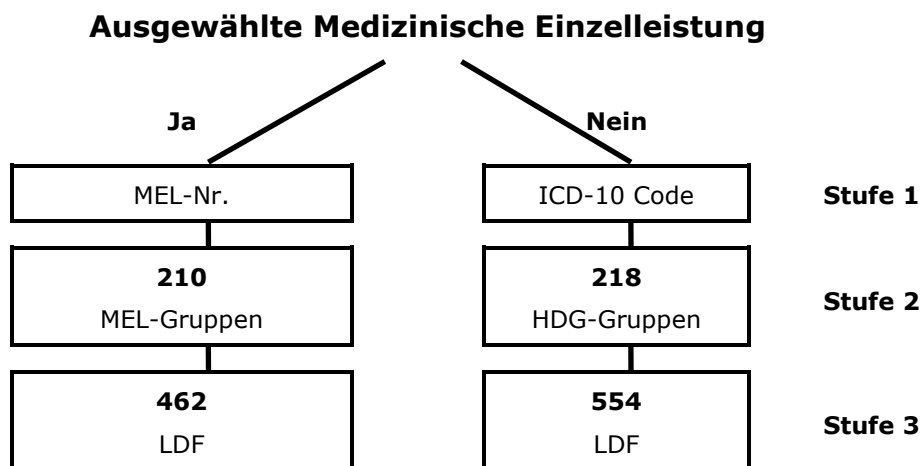 Ausgewählte Medizinische Einzelleistung
Ja
Nein
MEL-Nr.
ICD-10 Code
Stufe 1
210
MEL-Gruppen
218
HDG-Gruppen
Stufe 2
462
LDF
554
LDF
Stufe 3